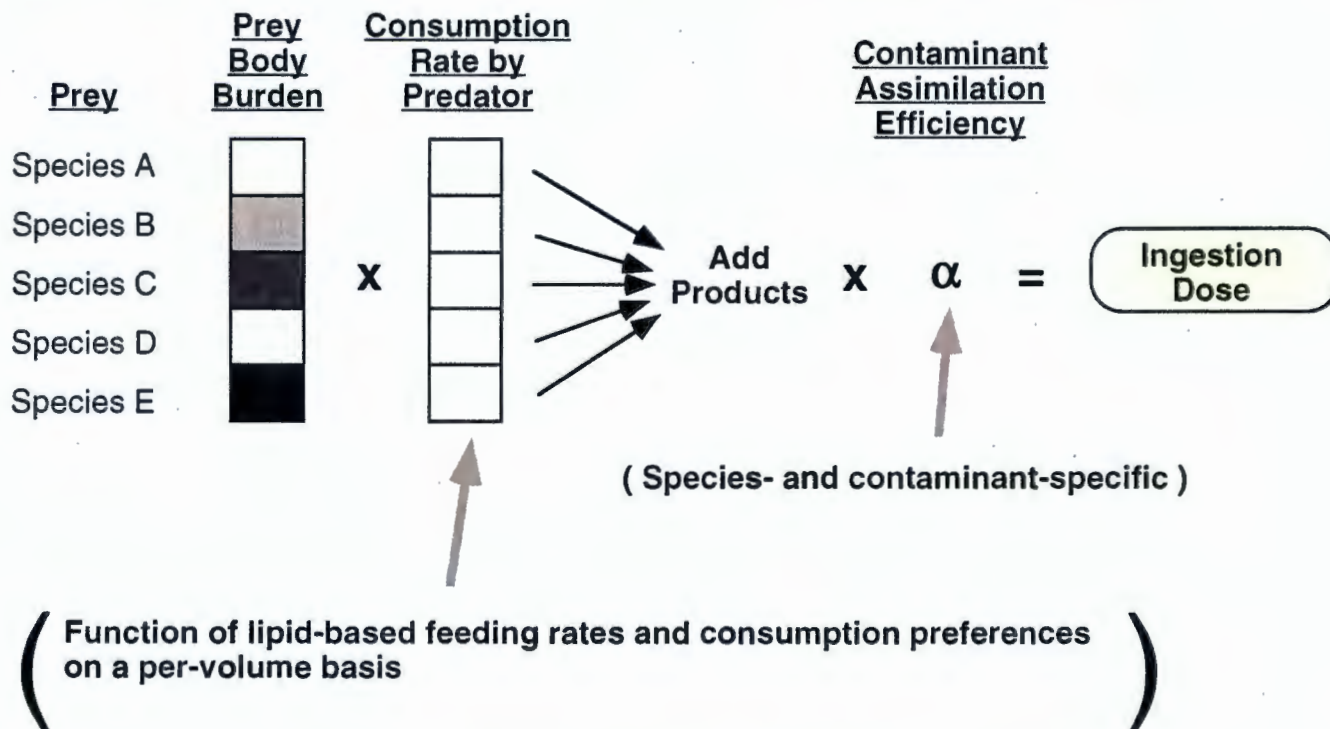 Prey
Prey
Body
Burden
Consumption
Rate by
Predator
Contaminant
Assimilation
Efficiency
Species A
Species B
Species C
Species D
Species E
x
Add
Products
x
α
=
Ingestion
Dose
( Species- and contaminant-specific )
( Function of lipid-based feeding rates and consumption preferences
on a per-volume basis )